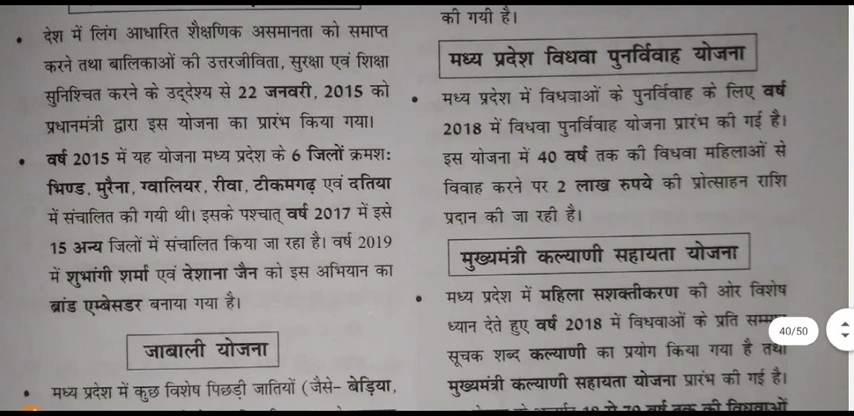 देश में लिंग आधारित शैक्षणिक असमानता को समाप्त
करने तथा बालिकाओं की उत्तरजीविता, सुरक्षा एवं शिक्षा
सुनिश्चित करने के उद्देश्य से 22 जनवरी, 2015 को
प्रधानमंत्री द्वारा इस योजना का प्रारंभ किया गया।
वर्ष 2015 में यह योजना मध्य प्रदेश के 6 जिलों क्रमशः
भिण्ड, मुरैना, ग्वालियर, रीवा, टीकमगढ़ एवं दतिया
में संचालित की गयी थी। इसके पश्चात् वर्ष 2017 में इसे
15 अन्य जिलों में संचालित किया जा रहा है। वर्ष 2019
में शुभांगी शर्मा एवं देशाना जैन को इस अभियान का
ब्रांड एम्बेसडर बनाया गया है।
जाबाली योजना
मध्य प्रदेश में कुछ विशेष पिछड़ी जातियों (जैसे- बेड़िया,
की गयी है।
मध्य प्रदेश विधवा पुनर्विवाह योजना
मध्य प्रदेश में विधवाओं के पुनर्विवाह के लिए वर्ष
2018 में विधवा पुनर्विवाह योजना प्रारंभ की गई है।
इस योजना में 40 वर्ष तक की विधवा महिलाओं से
विवाह करने पर 2 लाख रुपये की प्रोत्साहन राशि
प्रदान की जा रही है।
मुख्यमंत्री कल्याणी सहायता योजना
मध्य प्रदेश में महिला सशक्तीकरण की ओर विशेष
ध्यान देते हुए वर्ष 2018 में विधवाओं के प्रति
सूचक शब्द कल्याणी का प्रयोग किया गया है तथा
मुख्यमंत्री कल्याणी सहायता योजना प्रारंभ की गई है।
वर्ष तक की विधवाओं
40/50